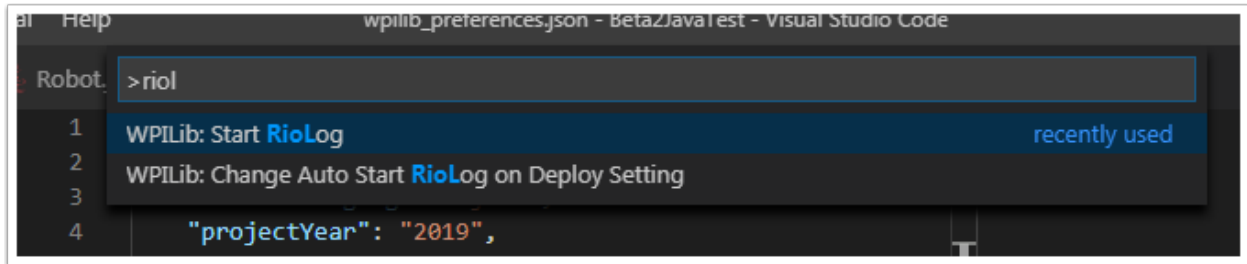 Help wpilib_preferences.json - Beta2JavaTest - Visual Studio Code
Robot. >riol
1 WPILib: Start RioLog recently used
2 WPILib: Change Auto Start RioLog on Deploy Setting
3
4 "projectYear": "2019",